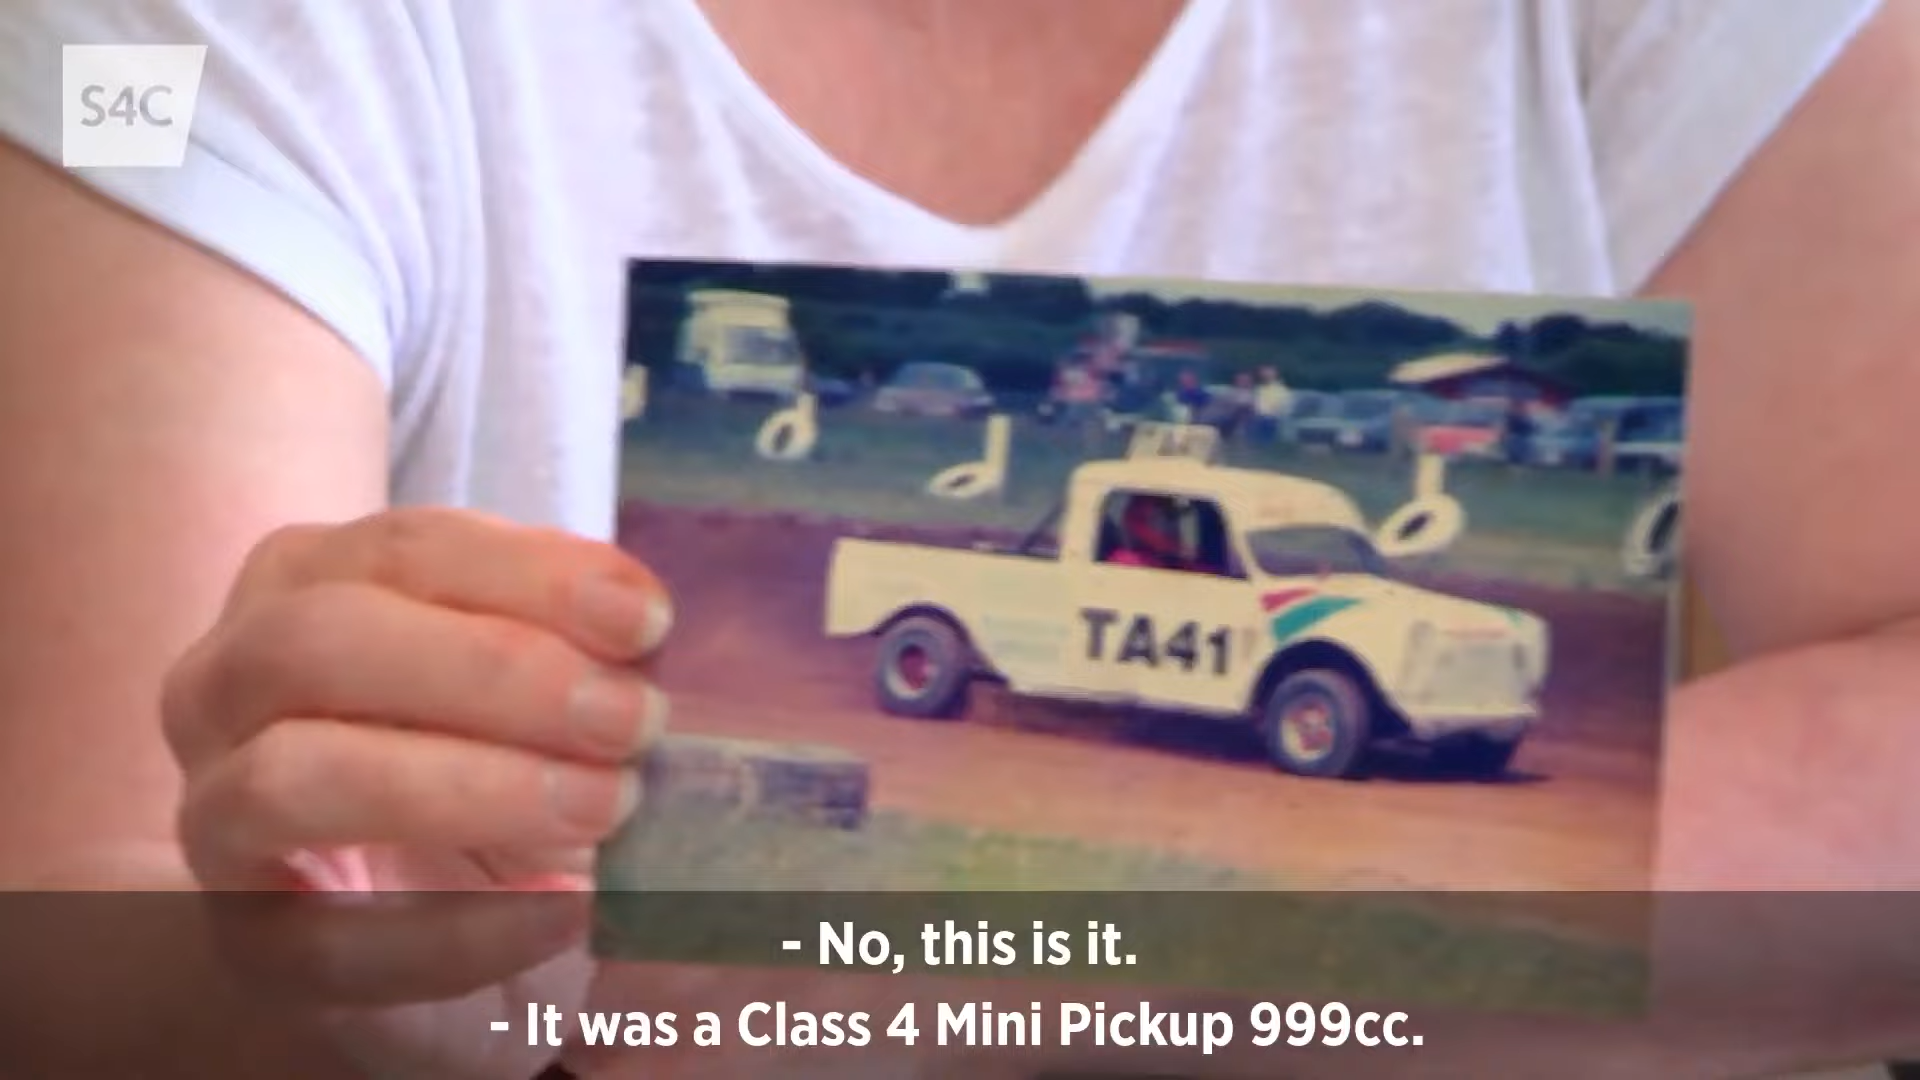 S4C
TA41
- No, this is it.
- It was a Class 4 Mini Pickup 999cc.